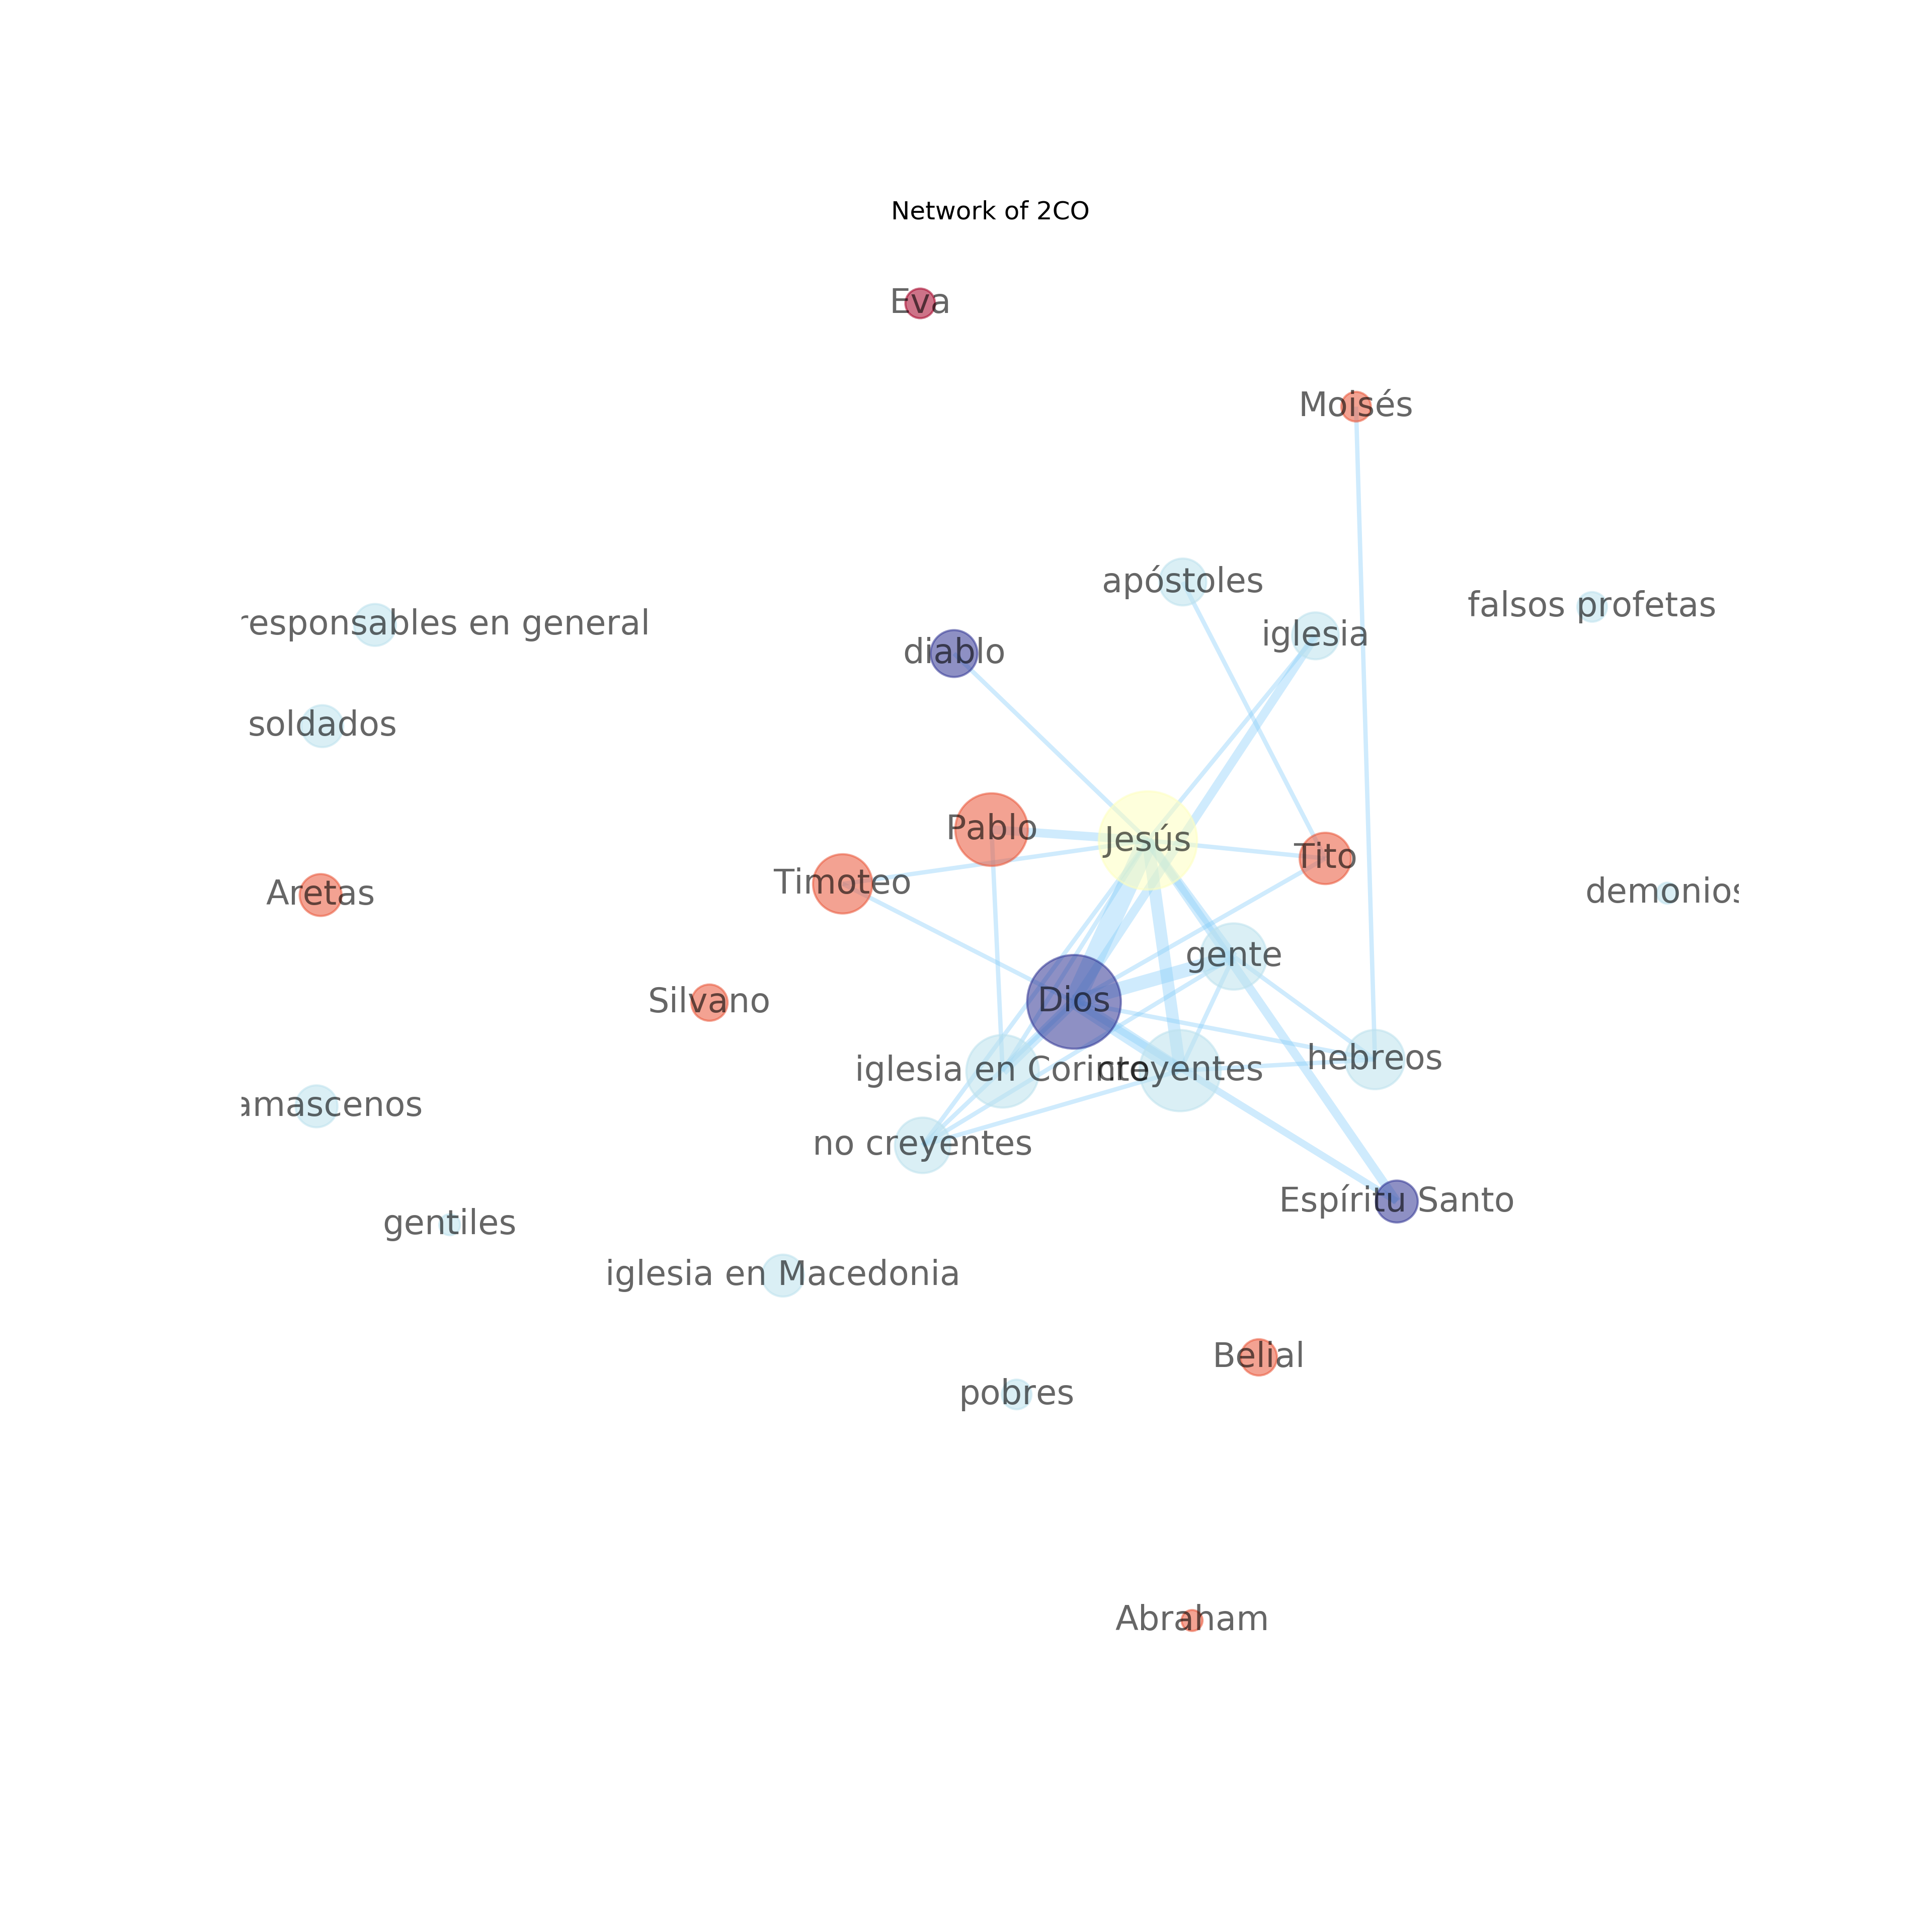 Network of 2CO
Eva
Moisés
apóstoles
falsos profetas
responsables en general
iglesia
diablo
soldados
Pablo
Jesús
Tito
Timoteo
Aretas
demonios
gente
Dios
Silvano
hebreos
iglesia en Corinto
creyentes
amascenos
no creyentes
Espíritu Santo
gentiles
iglesia en Macedonia
Belial
pobres
Abraham